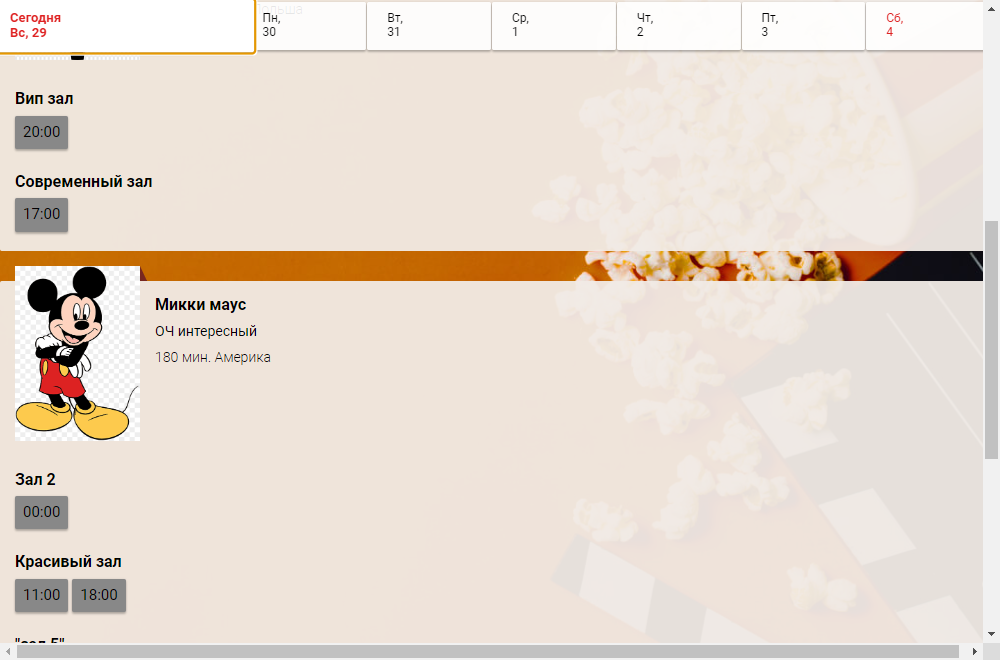 Сегодня
Вс, 29
Пн,
30
Вт,
31
Ср,
1
Чт,
2
Пт,
3
Сб,
4
Вип зал
20:00
Современный зал
17:00
Микки маус
ОЧ интересный
180 мин. Америка
Зал 2
00:00
Красивый зал
11:00 18:00